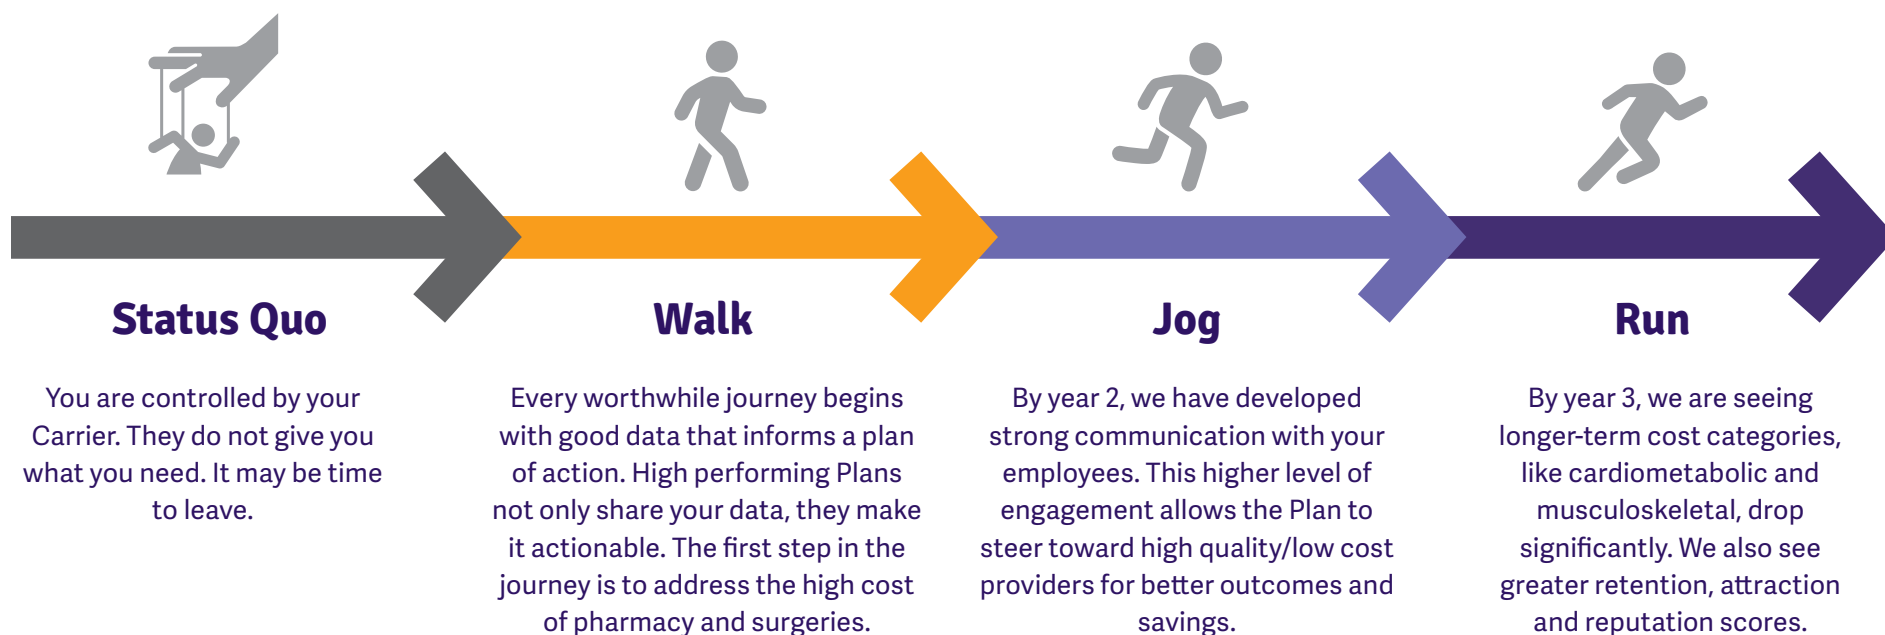 Status Quo
You are controlled by your
Carrier. They do not give you
what you need. It may be time
to leave.
Walk
Every worthwhile journey begins
with good data that informs a plan
of action. High performing Plans
not only share your data, they make
it actionable. The first step in the
journey is to address the high cost
of pharmacy and surgeries.
Jog
By year 2, we have developed
strong communication with your
employees. This higher level of
engagement allows the Plan to
steer toward high quality/low cost
providers for better outcomes and
savings.
Run
By year 3, we are seeing
longer-term cost categories,
like cardiometabolic and
musculoskeletal, drop
significantly. We also see
greater retention, attraction
and reputation scores.